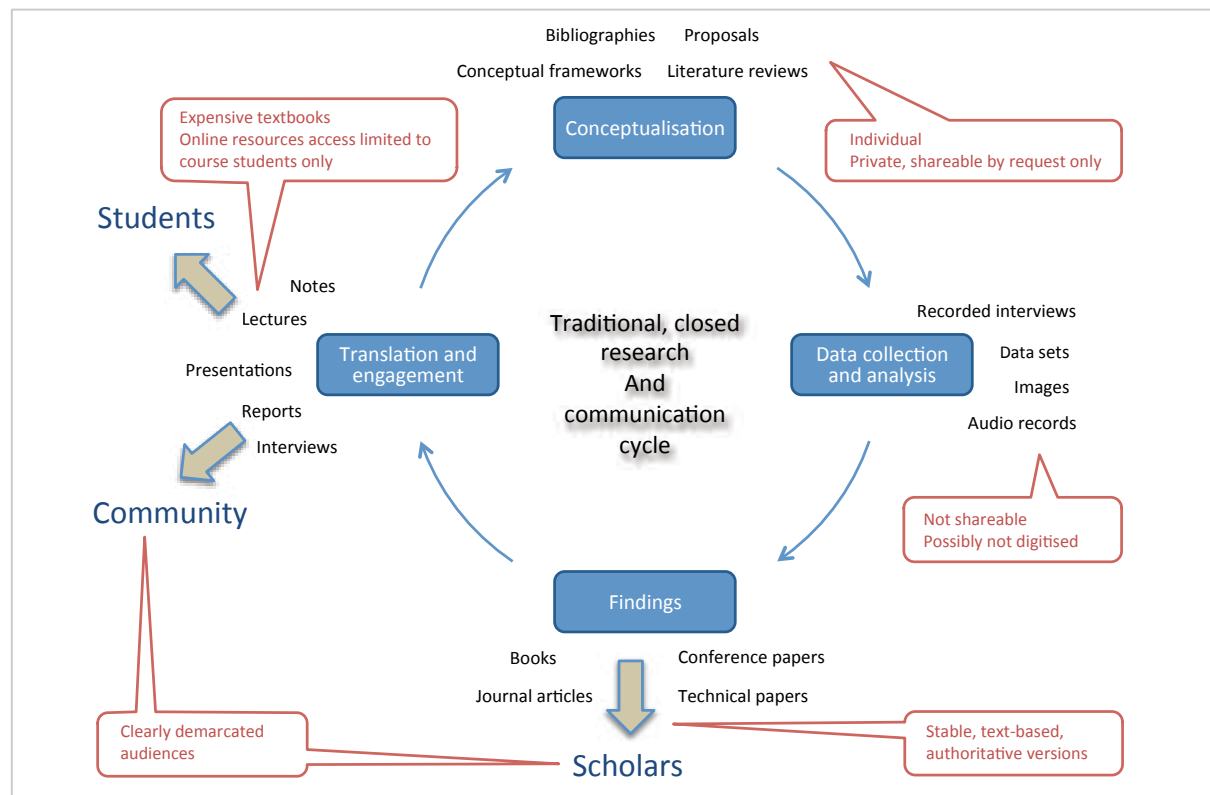 Bibliographies Proposals
Conceptual frameworks Literature reviews
Conceptualisation
Expensive textbooks
Online resources access limited to
course students only
Individual
Private, shareable by request only
Students
Notes
Lectures
Presentations
Reports
Interviews
Translation and
engagement
Community
Traditional, closed
research
And
communication
cycle
Recorded interviews
Data sets
Images
Audio records
Data collection
and analysis
Not shareable
Possibly not digitised
Findings
Books
Conference papers
Journal articles
Technical papers
Clearly demarcated
audiences
Scholars
Stable, text-based,
authoritative versions